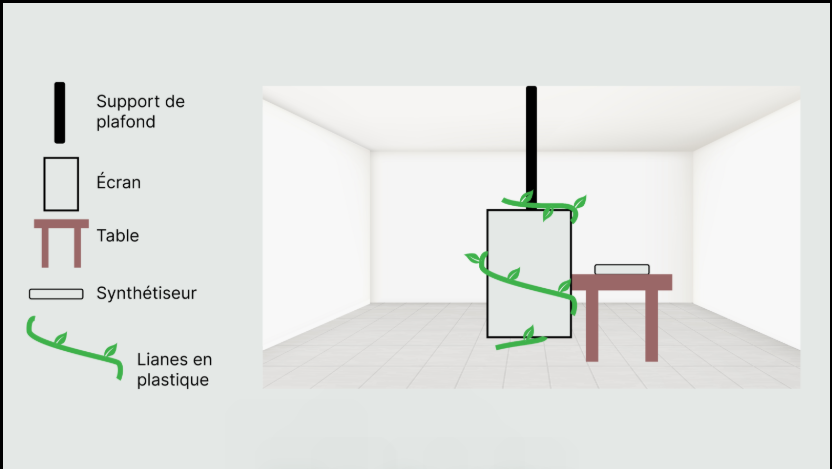 Support de
plafond
Écran
Table
Synthétiseur
Lianes en
plastique